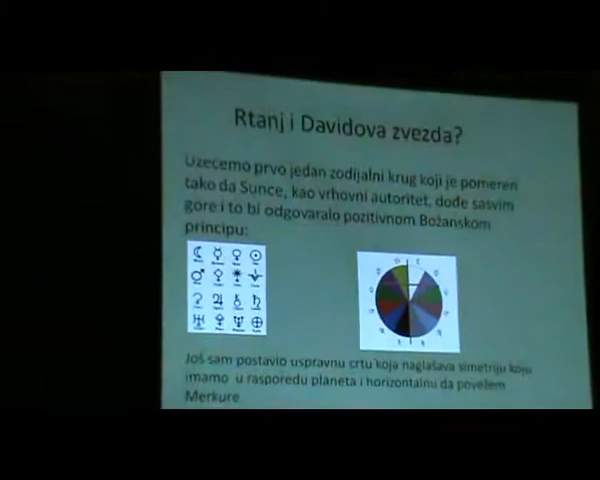 Rtanj i Davidova zvezda?
Uzećemo prvo jedan zodijalni krug koji je pomeren
tako da Sunce, kao vrhovni autoritet, dođe sasvim
gore i to bi odgovaralo pozitivnom Božanskom
principu:
Još sam postavio uspravnu crtu koja naglašava simetriju koju
imamo u rasporedu planeta i horizontalnu da povežem
Merkure